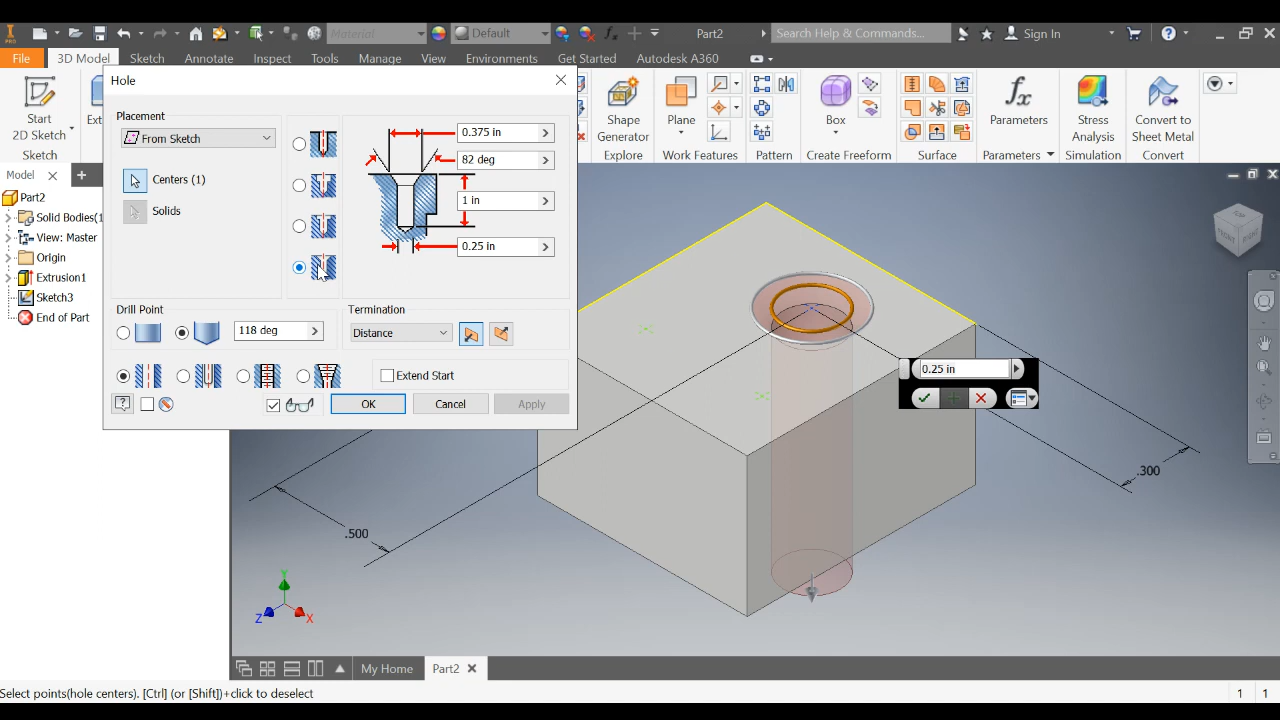 PRO
Material
Default
Part2
Search Help & Commands...
Sign In
File
3D Model
Sketch
Annotate
Inspect
Tools
Manage
View
Environments
Get Started
Autodesk A360
Start
2D Sketch
Sketch
Shape
Generator
Explore
Plane
Work Features
Pattern
Box
Create Freeform
Surface
Parameters
Parameters
Stress
Analysis
Simulation
Convert to
Sheet Metal
Convert
Hole
Placement
From Sketch
Centers (1)
Solids
0.375 in
82 deg
1 in
0.25 in
Drill Point
118 deg
Termination
Distance
Extend Start
OK
Cancel
Apply
Model
Part2
Solid Bodies(1
View: Master
Origin
Extrusion1
Sketch3
End of Part
0.25 in
.500
.300
Y
Z
X
My Home
Part2
Select points(hole centers). [Ctrl] (or [Shift])+click to deselect
1
1